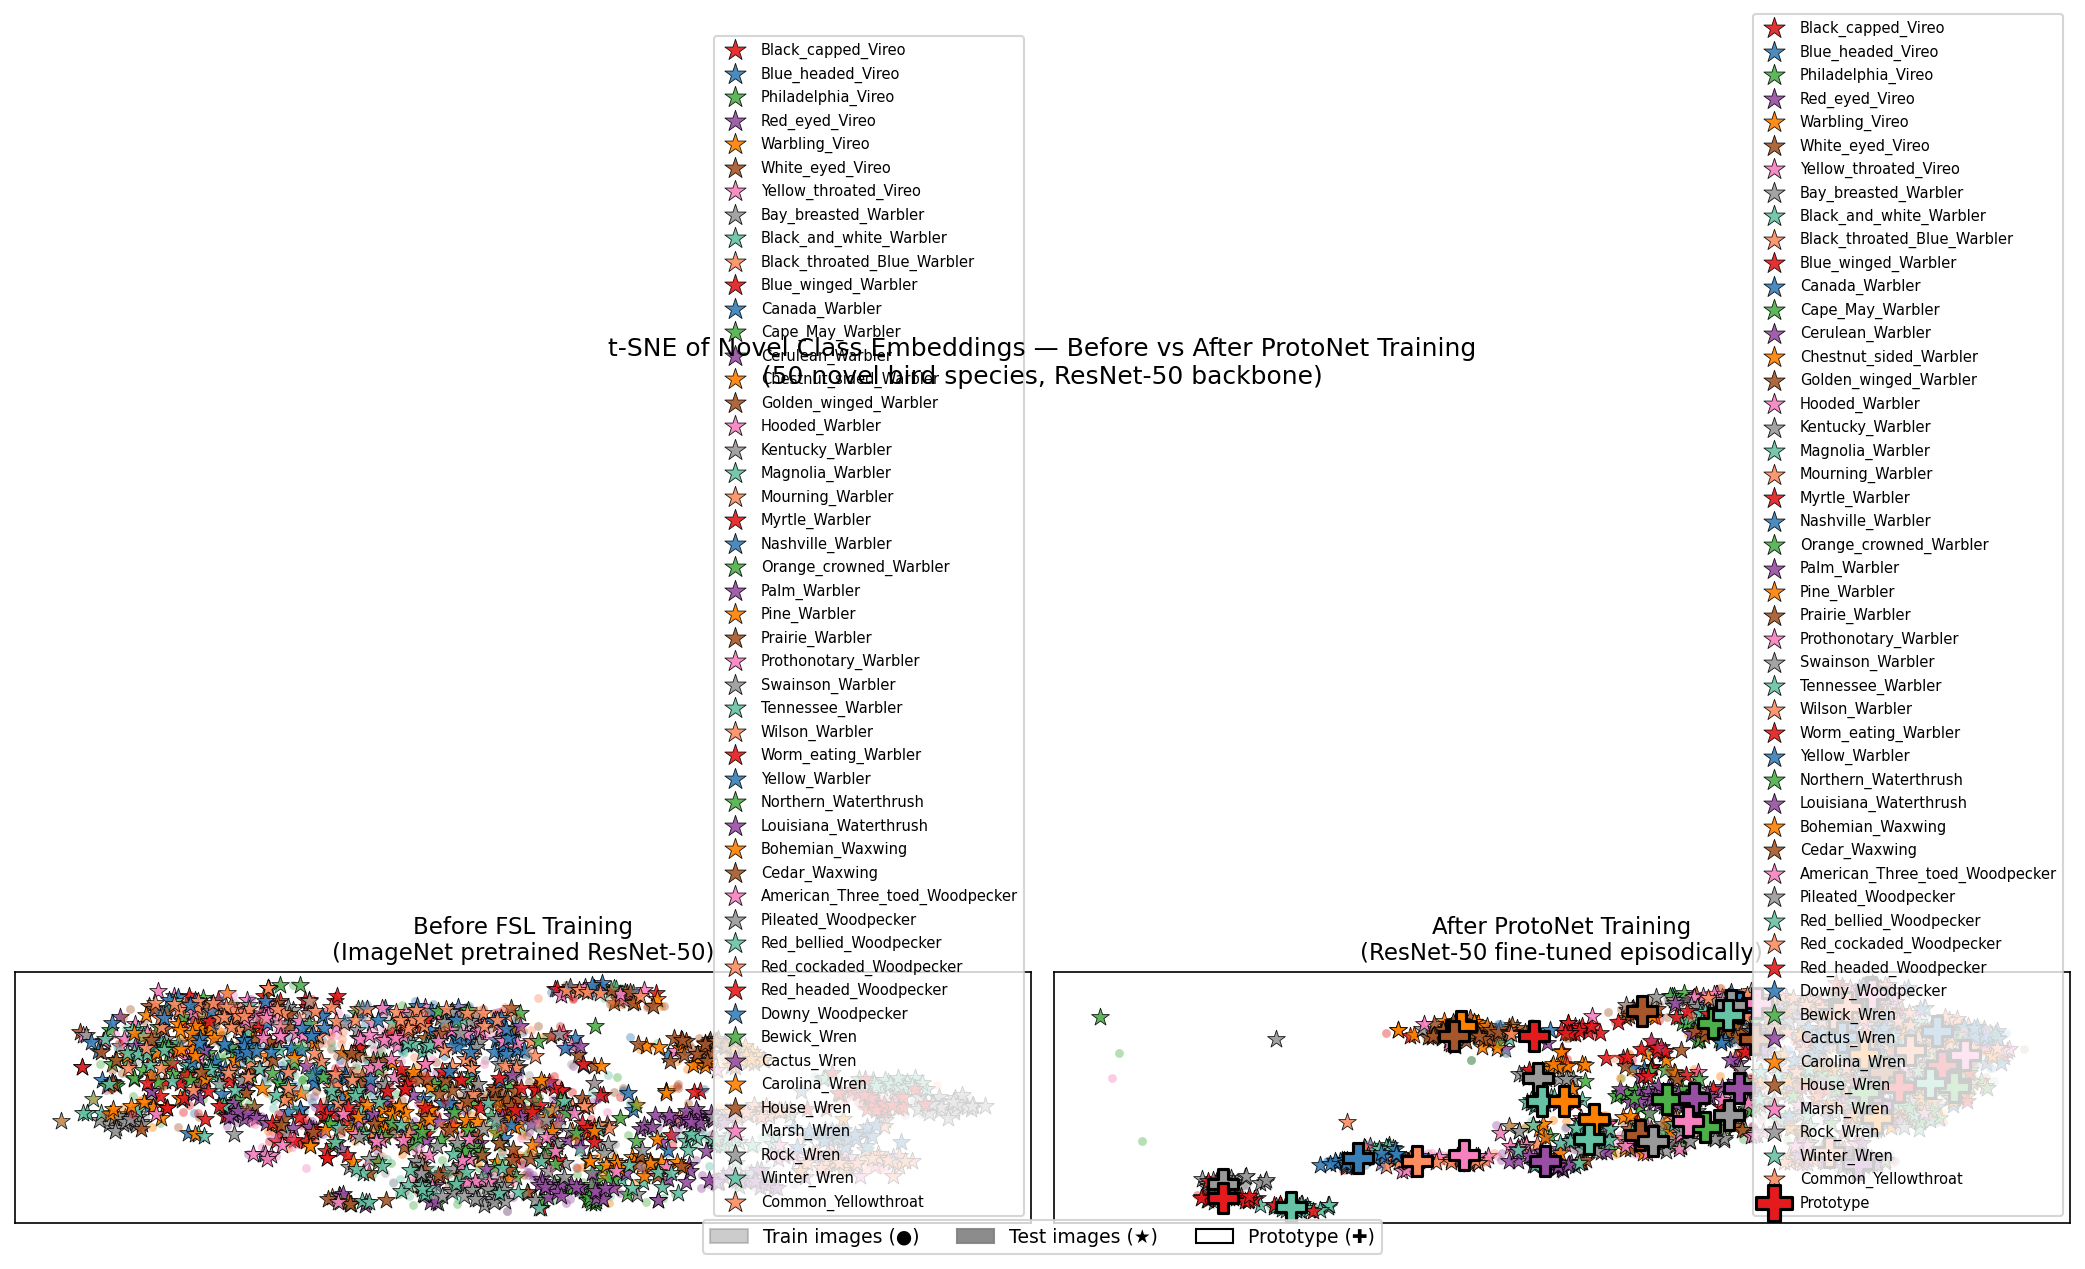 t-SNE of Novel Class Embeddings — Before vs After ProtoNet Training
(50 novel bird species, ResNet-50 backbone)
Before FSL Training
(ImageNet pretrained ResNet-50)
Black_capped_Vireo
Blue_headed_Vireo
Philadelphia_Vireo
Red_eyed_Vireo
Warbling_Vireo
White_eyed_Vireo
Yellow_throated_Vireo
Bay_breasted_Warbler
Black_and_white_Warbler
Black_throated_Blue_Warbler
Blue_winged_Warbler
Canada_Warbler
Cape_May_Warbler
Cerulean_Warbler
Chestnut_sided_Warbler
Golden_winged_Warbler
Hooded_Warbler
Kentucky_Warbler
Magnolia_Warbler
Mourning_Warbler
Myrtle_Warbler
Nashville_Warbler
Orange_crowned_Warbler
Palm_Warbler
Pine_Warbler
Prairie_Warbler
Prothonotary_Warbler
Swainson_Warbler
Tennessee_Warbler
Wilson_Warbler
Worm_eating_Warbler
Yellow_Warbler
Northern_Waterthrush
Louisiana_Waterthrush
Bohemian_Waxwing
Cedar_Waxwing
American_Three_toed_Woodpecker
Pileated_Woodpecker
Red_bellied_Woodpecker
Red_cockaded_Woodpecker
Red_headed_Woodpecker
Downy_Woodpecker
Bewick_Wren
Cactus_Wren
Carolina_Wren
House_Wren
Marsh_Wren
Rock_Wren
Winter_Wren
Common_Yellowthroat
After ProtoNet Training
(ResNet-50 fine-tuned episodically)
Black_capped_Vireo
Blue_headed_Vireo
Philadelphia_Vireo
Red_eyed_Vireo
Warbling_Vireo
White_eyed_Vireo
Yellow_throated_Vireo
Bay_breasted_Warbler
Black_and_white_Warbler
Black_throated_Blue_Warbler
Blue_winged_Warbler
Canada_Warbler
Cape_May_Warbler
Cerulean_Warbler
Chestnut_sided_Warbler
Golden_winged_Warbler
Hooded_Warbler
Kentucky_Warbler
Magnolia_Warbler
Mourning_Warbler
Myrtle_Warbler
Nashville_Warbler
Orange_crowned_Warbler
Palm_Warbler
Pine_Warbler
Prairie_Warbler
Prothonotary_Warbler
Swainson_Warbler
Tennessee_Warbler
Wilson_Warbler
Worm_eating_Warbler
Yellow_Warbler
Northern_Waterthrush
Louisiana_Waterthrush
Bohemian_Waxwing
Cedar_Waxwing
American_Three_toed_Woodpecker
Pileated_Woodpecker
Red_bellied_Woodpecker
Red_cockaded_Woodpecker
Red_headed_Woodpecker
Downy_Woodpecker
Bewick_Wren
Cactus_Wren
Carolina_Wren
House_Wren
Marsh_Wren
Rock_Wren
Winter_Wren
Common_Yellowthroat
Prototype
Train images (●) Test images (★) Prototype (✚)